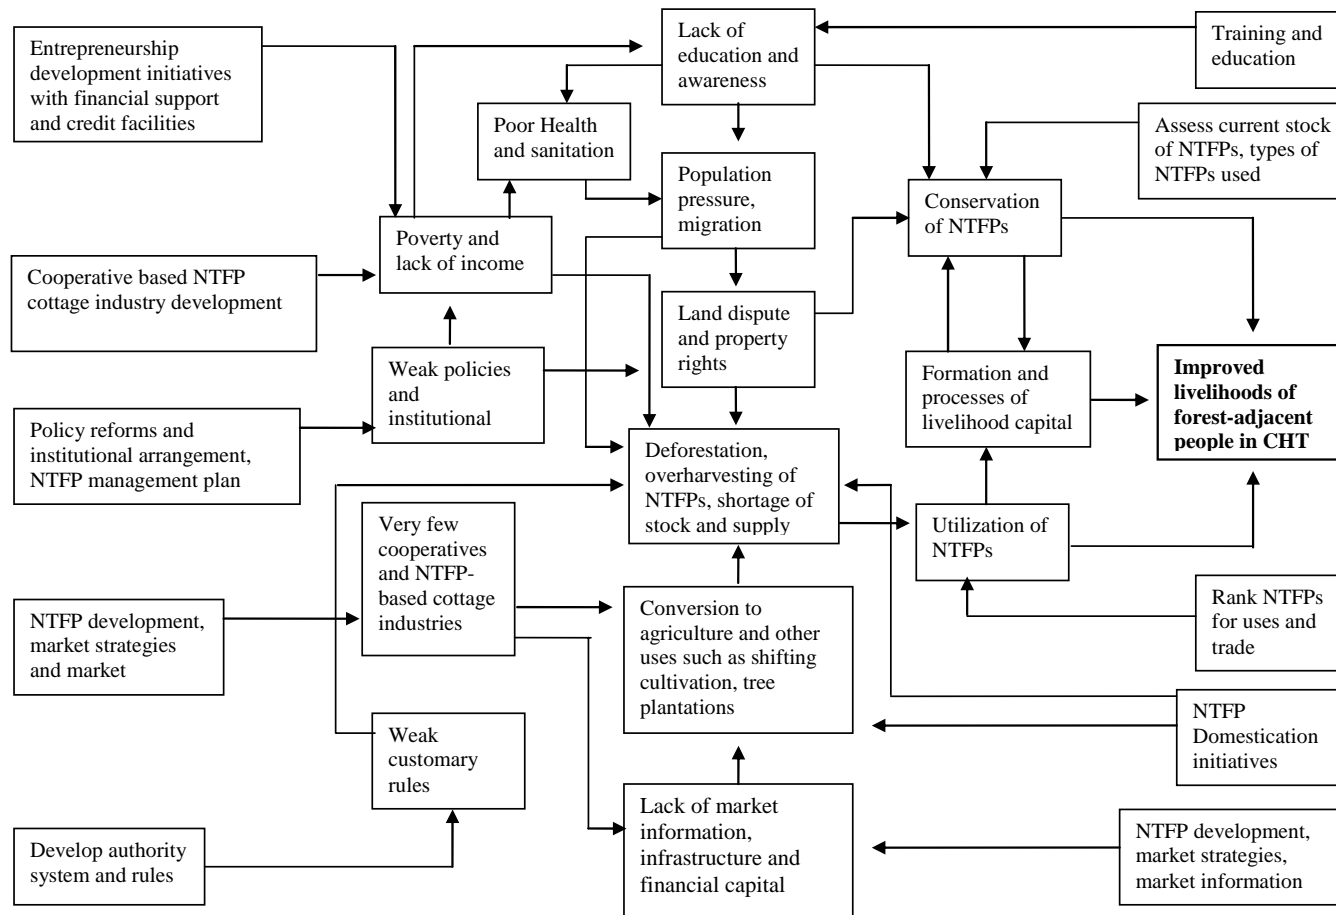 Entrepreneurship
development initiatives
with financial support
and credit facilities
Lack of
education and
awareness
Training and
education
Poor Health
and sanitation
Assess current stock
of NTFPs, types of
NTFPs used
Population
pressure,
migration
Conservation
of NTFPs
Poverty and
lack of income
Cooperative based NTFP
cottage industry development
Land dispute
and property
rights
Weak policies
and
institutional
Formation and
processes of
livelihood capital
Improved
livelihoods of
forest-adjacent
people in CHT
Policy reforms and
institutional arrangement,
NTFP management plan
Deforestation,
overharvesting of
NTFPs, shortage of
stock and supply
Very few
cooperatives
and NTFP-
based cottage
industries
Utilization of
NTFPs
NTFP development,
market strategies
and market
Conversion to
agriculture and other
uses such as shifting
cultivation, tree
plantations
Rank NTFPs
for uses and
trade
Weak
customary
rules
NTFP
Domestication
initiatives
Lack of market
information,
infrastructure and
financial capital
Develop authority
system and rules
NTFP development,
market strategies,
market information